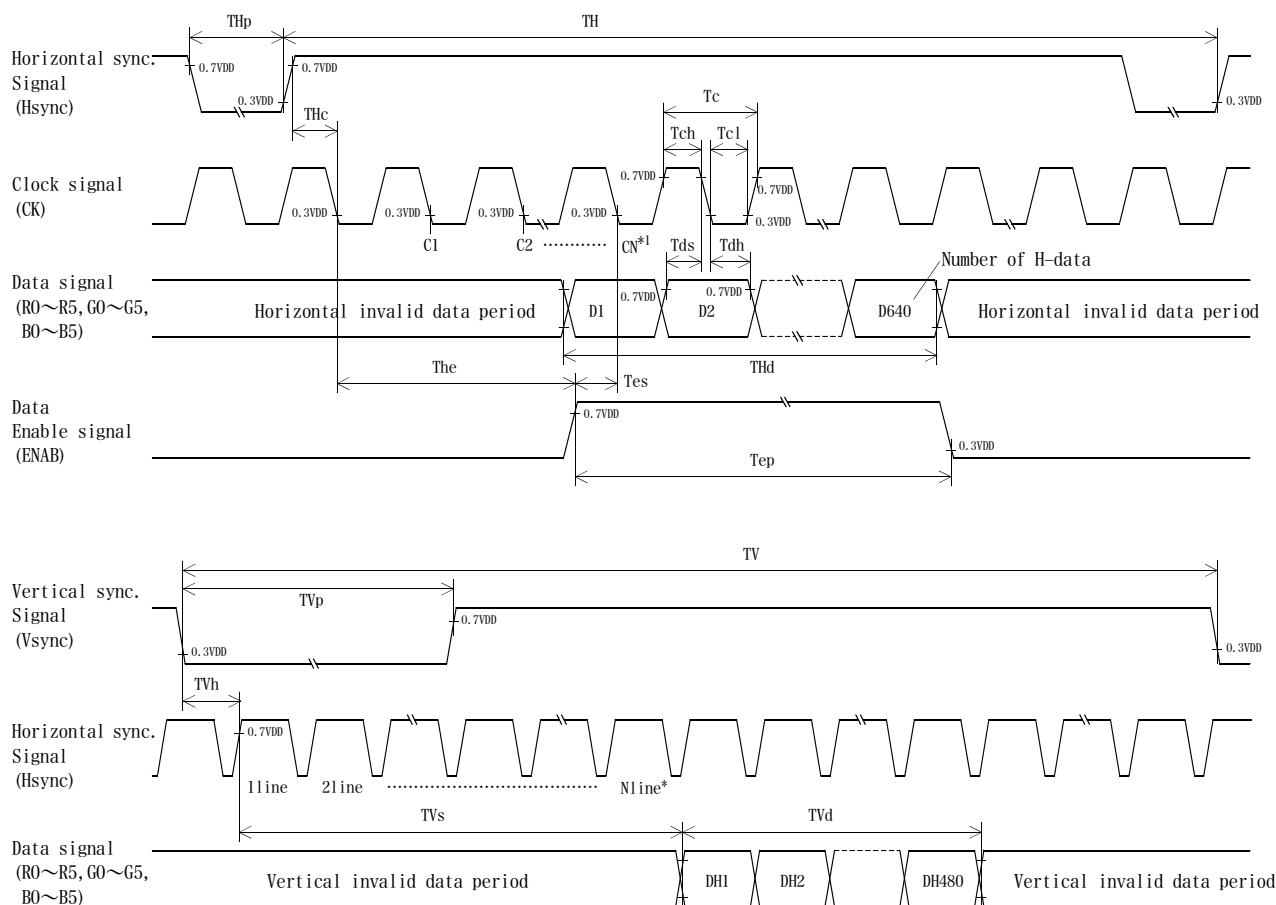 THp
TH
Horizontal sync.
Signal
(Hsync)
0.7VDD
0.7VDD
0.3VDD
0.3VDD
THc
Tc
Tch
Tcl
Clock signal
(CK)
0.7VDD
0.7VDD
0.3VDD
0.3VDD
0.3VDD
0.3VDD
0.3VDD
C1
C2
CN*1
Tds
Tdh
Number of H-data
Data signal
(R0~R5,G0~G5,
B0~B5)
Horizontal invalid data period
D1
0.7VDD
D2
0.7VDD
D640
Horizontal invalid data period
The
Tes
THd
Data
Enable signal
(ENAB)
0.7VDD
0.3VDD
Tep
TV
Vertical sync.
Signal
(Vsync)
TVp
0.7VDD
0.3VDD
0.3VDD
TVh
Horizontal sync.
Signal
(Hsync)
0.7VDD
1line
2line
Nline*
TVs
TVd
Data signal
(R0~R5,G0~G5,
B0~B5)
Vertical invalid data period
DH1
DH2
DH480
Vertical invalid data period